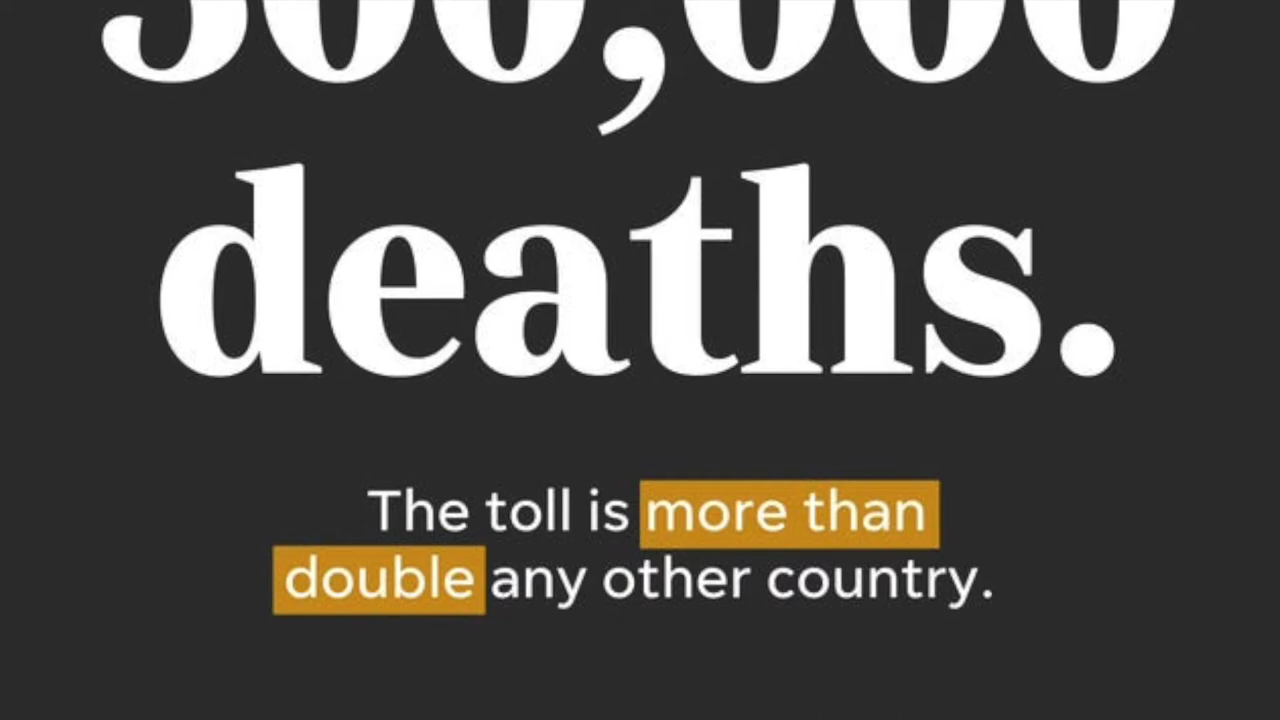 deaths.
The toll is more than
double any other country.